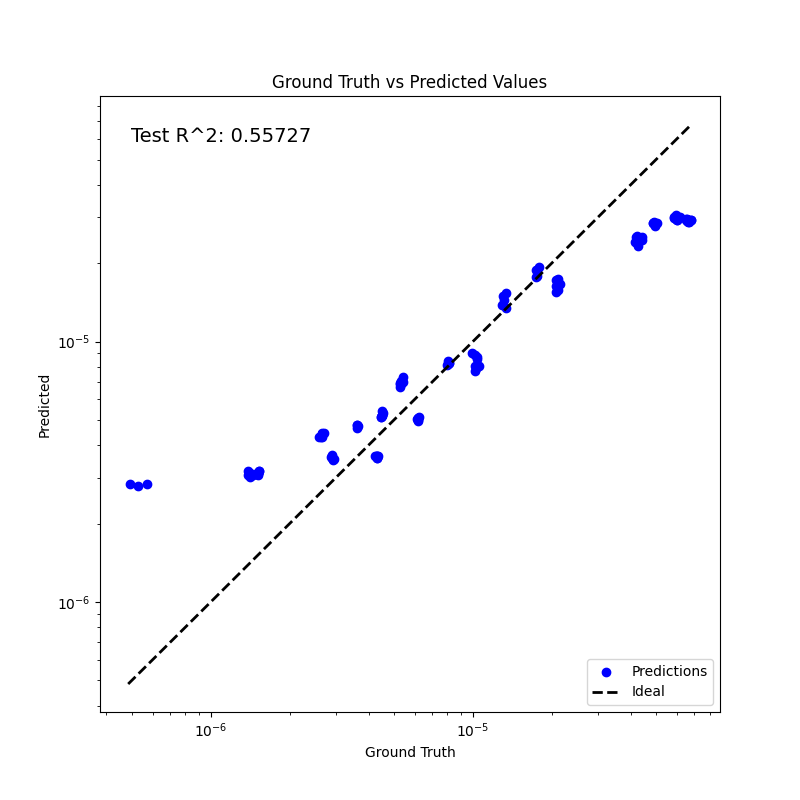 Ground Truth vs Predicted Values
Test R^2: 0.55727
Predicted
10⁻⁵
10⁻⁶
10⁻⁶
10⁻⁵
Ground Truth
Predictions
Ideal